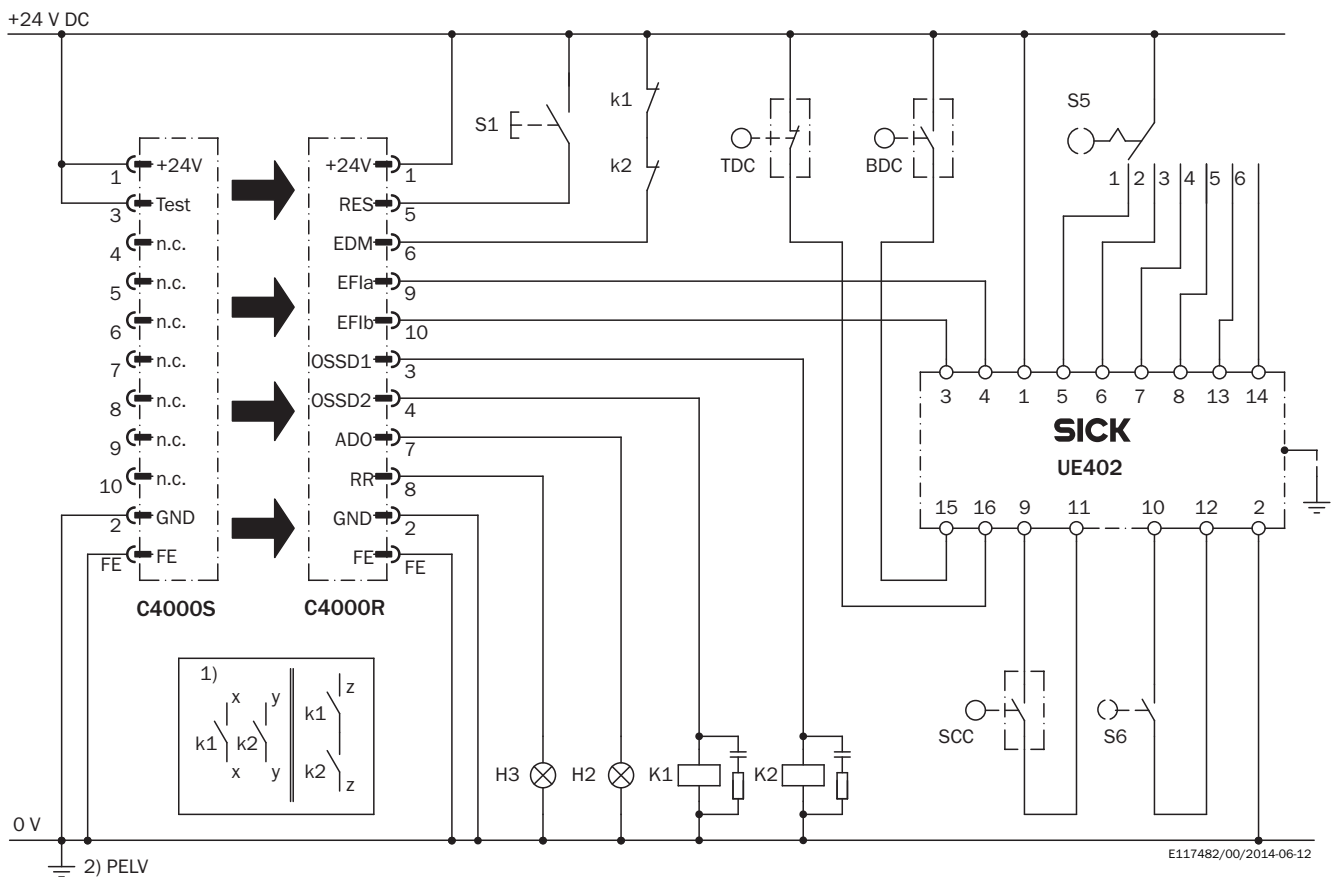 +24 V DC
S1
k1
k2
TDC
BDC
S5
1 2 3 4 5 6
1 +24V
3 Test
4 n.c.
5 n.c.
6 n.c.
7 n.c.
8 n.c.
9 n.c.
10 n.c.
2 GND
FE FE
C4000S
+24V 1
RES 5
EDM 6
EFIa 9
EFIb 10
OSSD1 3
OSSD2 4
ADO 7
RR 8
GND 2
FE FE
C4000R
3 4 1 5 6 7 8 13 14
SICK
UE402
15 16 9 11 10 12 2
SCC
S6
1)
x y z
k1 k2 k1
x y k2 z
H3 H2 K1 K2
0 V
2) PELV
E117482/00/2014-06-12